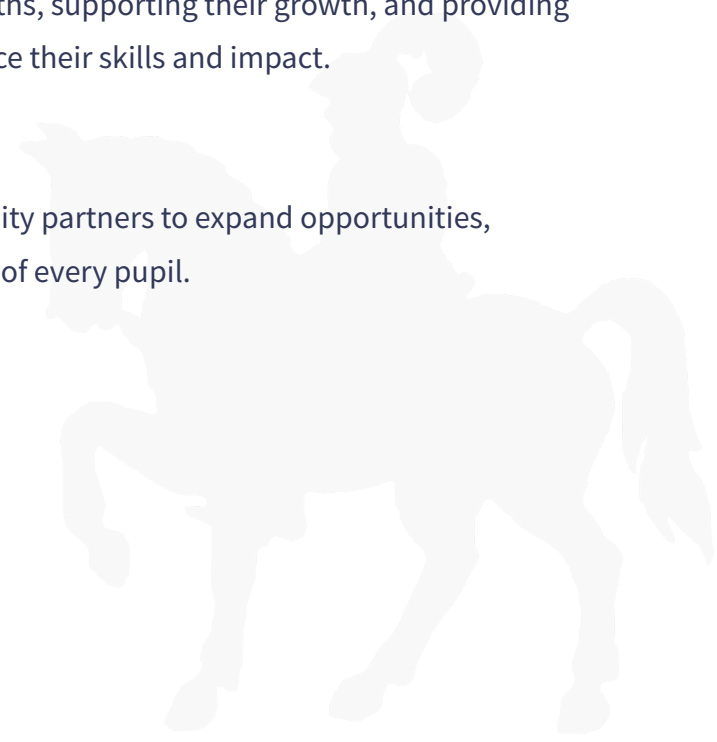 ths, supporting their growth, and providing
ce their skills and impact.
ity partners to expand opportunities,
of every pupil.